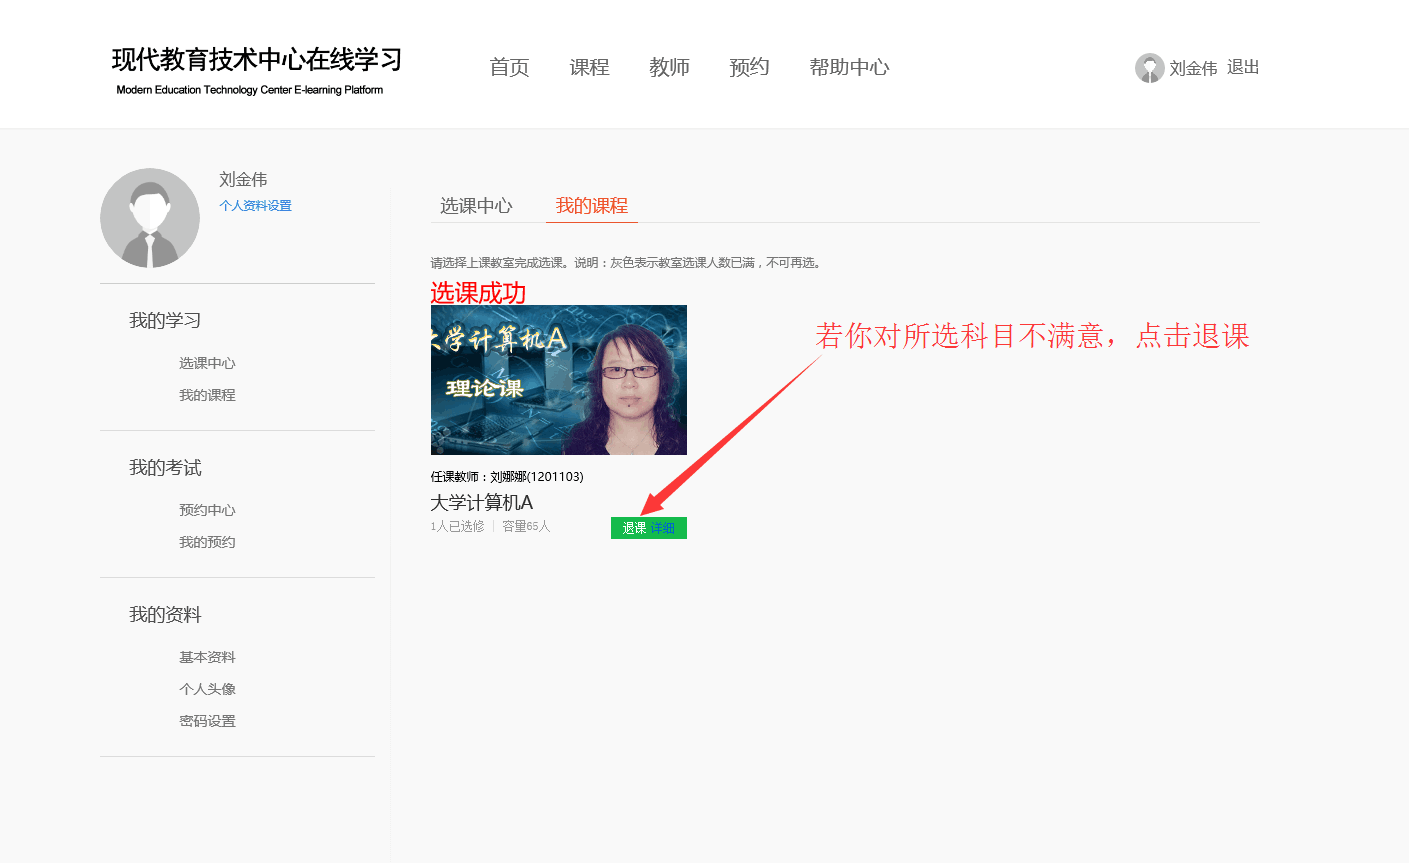 现代教育技术中心在线学习
Modern Education Technology Center E-learning Platform
首页 课程 教师 预约 帮助中心
刘金伟 退出
刘金伟
个人资料设置
我的学习
选课中心
我的课程
我的考试
预约中心
我的预约
我的资料
基本资料
个人头像
密码设置
选课中心 我的课程
请选择上课教室完成选课。说明：灰色表示教室选课人数已满，不可再选。
选课成功
大学计算机A
理论课
若你对所选科目不满意，点击退课
任课教师：刘娜娜(1201103)
大学计算机A
1人已选修 | 容量65人
退课 详细